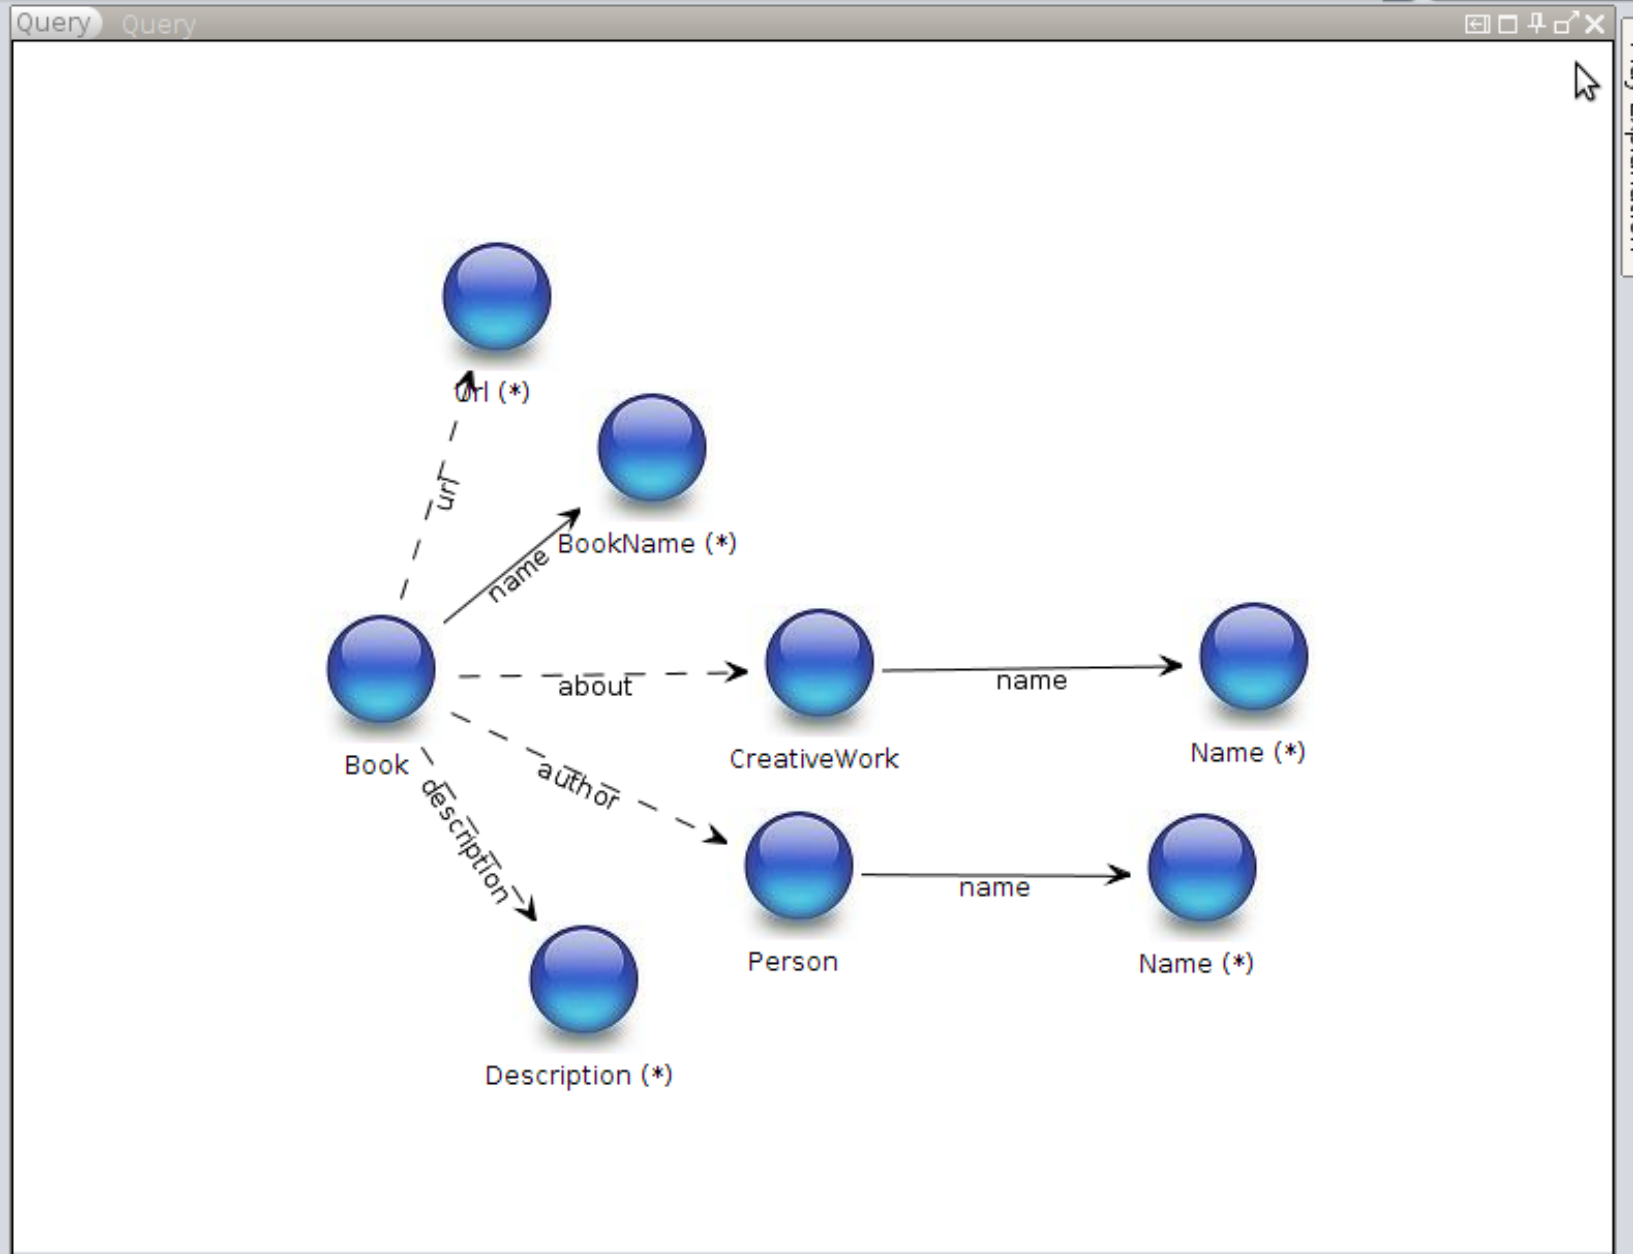 Query Query
Url (*)
url
BookName (*)
name
about
name
Book
CreativeWork
Name (*)
author
description
name
Person
Name (*)
Description (*)